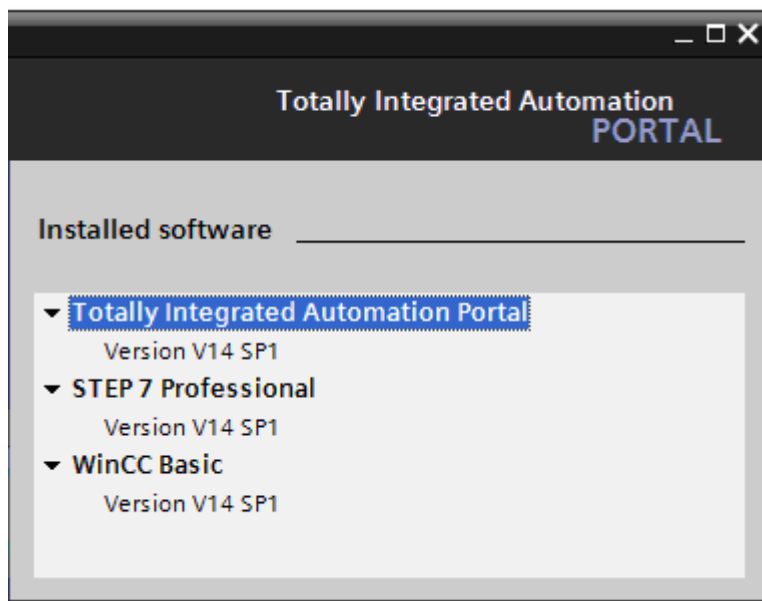 Totally Integrated Automation
PORTAL
Installed software
Totally Integrated Automation Portal
Version V14 SP1
STEP 7 Professional
Version V14 SP1
WinCC Basic
Version V14 SP1